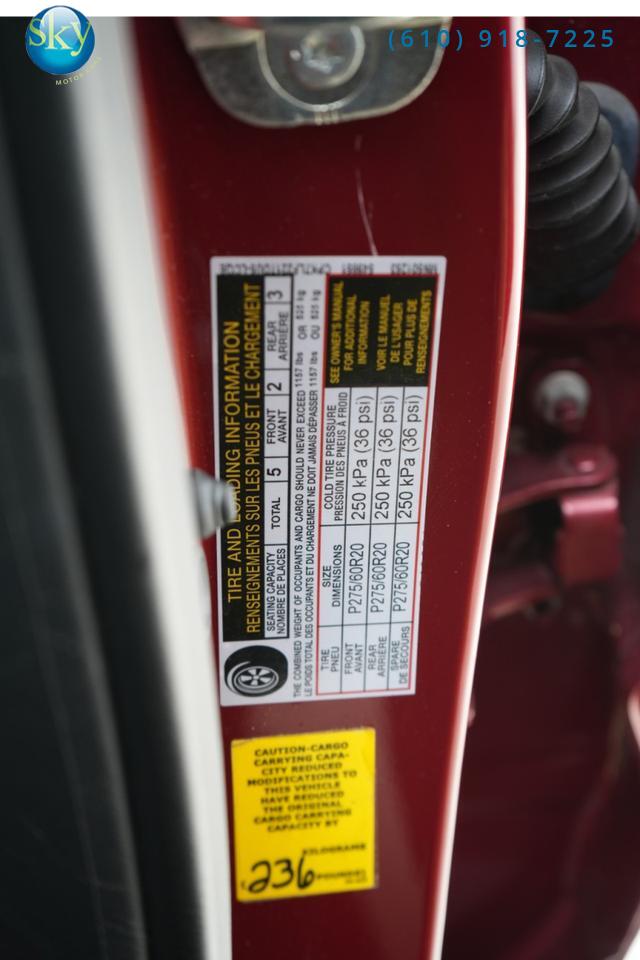 Sky
MOTOR
(610) 918-7225
TIRE AND LOADING INFORMATION
RENSEIGNEMENTS SUR LES PNEUS ET LE CHARGEMENT
SEATING CAPACITY TOTAL 5 FRONT 2 REAR 3
NOMBRE DE PLACES AVANT ARRIÈRE
THE COMBINED WEIGHT OF OCCUPANTS AND CARGO SHOULD NEVER EXCEED 1157 lbs OR 525 kg
LE POIDS TOTAL DES OCCUPANTS ET DU CHARGEMENT NE DOIT JAMAIS DÉPASSER 1157 lbs OU 525 kg
TIRE SIZE COLD TIRE PRESSURE
PNEU DIMENSIONS PRESSION DES PNEUS À FROID
FRONT
AVANT P275/60R20 250 kPa (36 psi)
REAR
ARRIÈRE P275/60R20 250 kPa (36 psi)
SPARE
DE SECOURS P275/60R20 250 kPa (36 psi)
SEE OWNER'S MANUAL
FOR ADDITIONAL
INFORMATION
VOIR LE MANUEL
DE L'USAGER
POUR PLUS DE
RENSEIGNEMENTS
CAUTION-CARGO
CARRYING CAPA-
CITY REDUCED
MODIFICATIONS TO
THIS VEHICLE
HAVE REDUCED
THE ORIGINAL
CARGO CARRYING
CAPACITY BY
KILOGRAMS
236 POUNDS